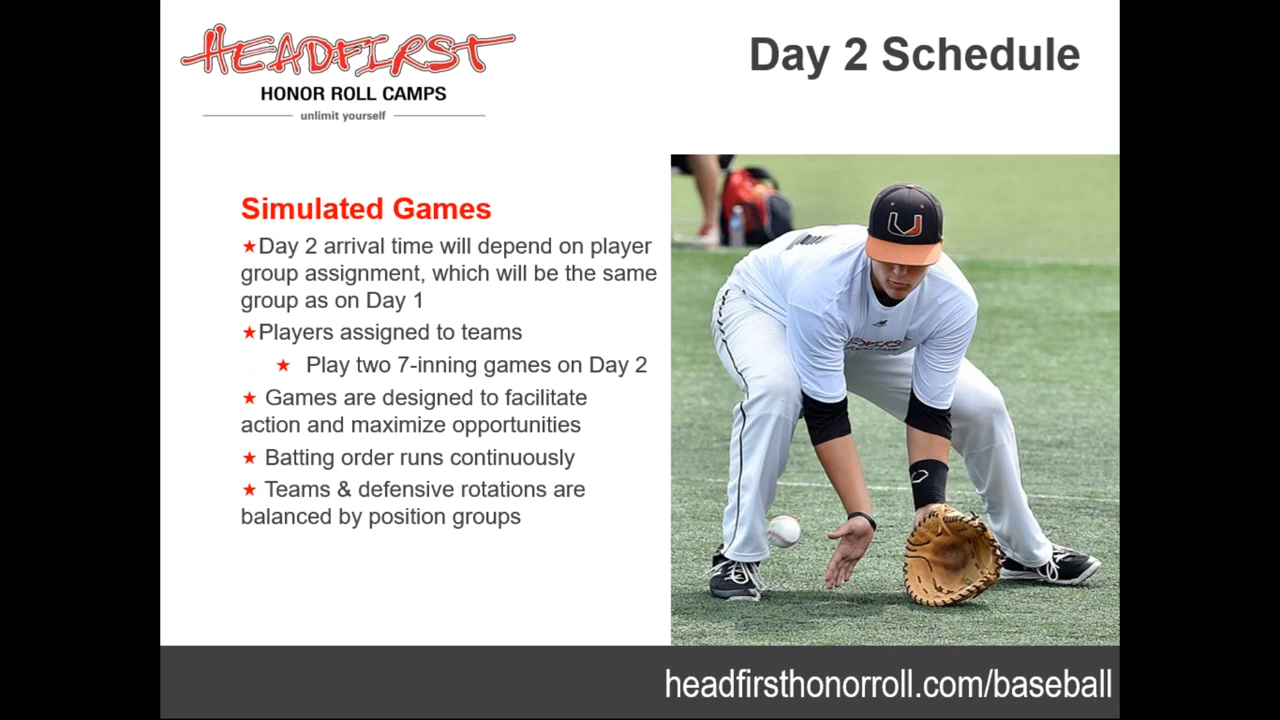 HEADFIRST
HONOR ROLL CAMPS
unlimit yourself
Day 2 Schedule
Simulated Games
★Day 2 arrival time will depend on player
group assignment, which will be the same
group as on Day 1
★Players assigned to teams
★ Play two 7-inning games on Day 2
★ Games are designed to facilitate
action and maximize opportunities
★ Batting order runs continuously
★ Teams & defensive rotations are
balanced by position groups
HEADFIRST
headfirsthonorroll.com/baseball